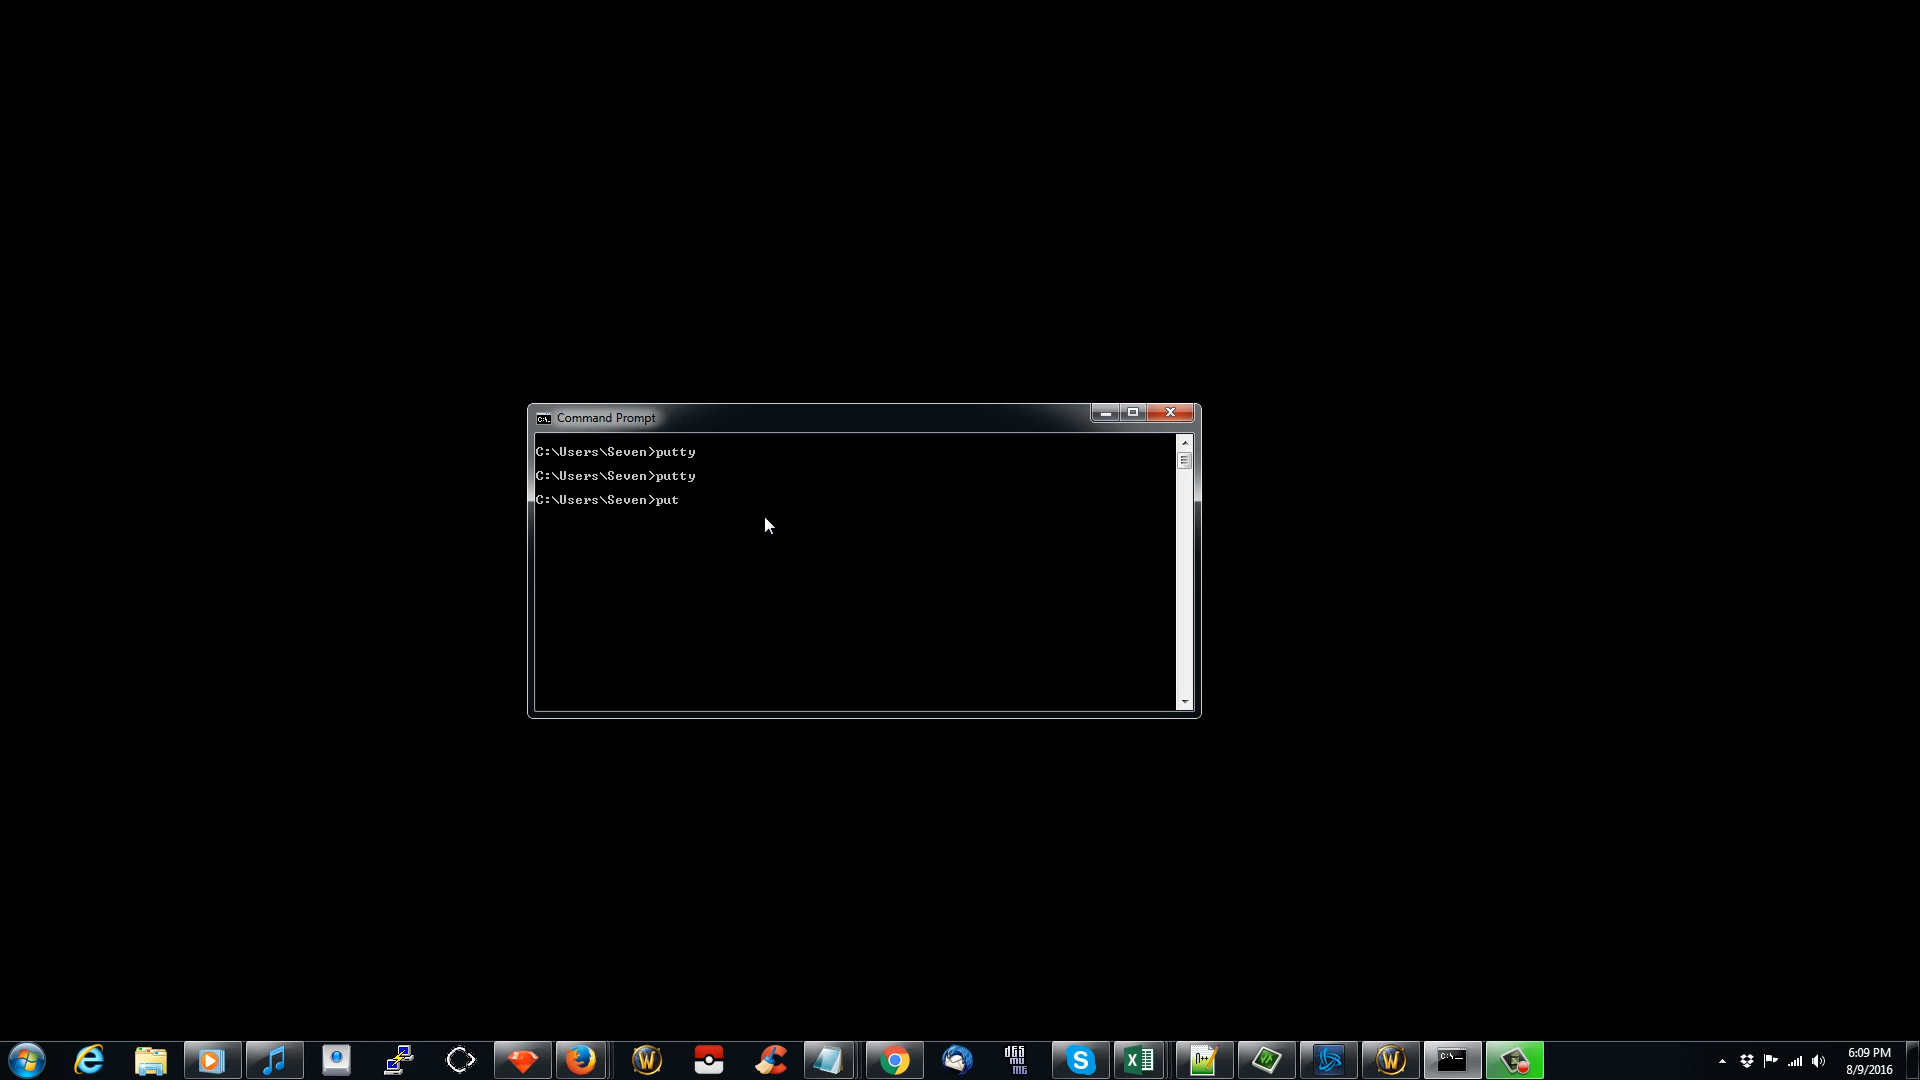 Command Prompt
C:\Users\Seven>putty
C:\Users\Seven>putty
C:\Users\Seven>put
6:09 PM
8/9/2016